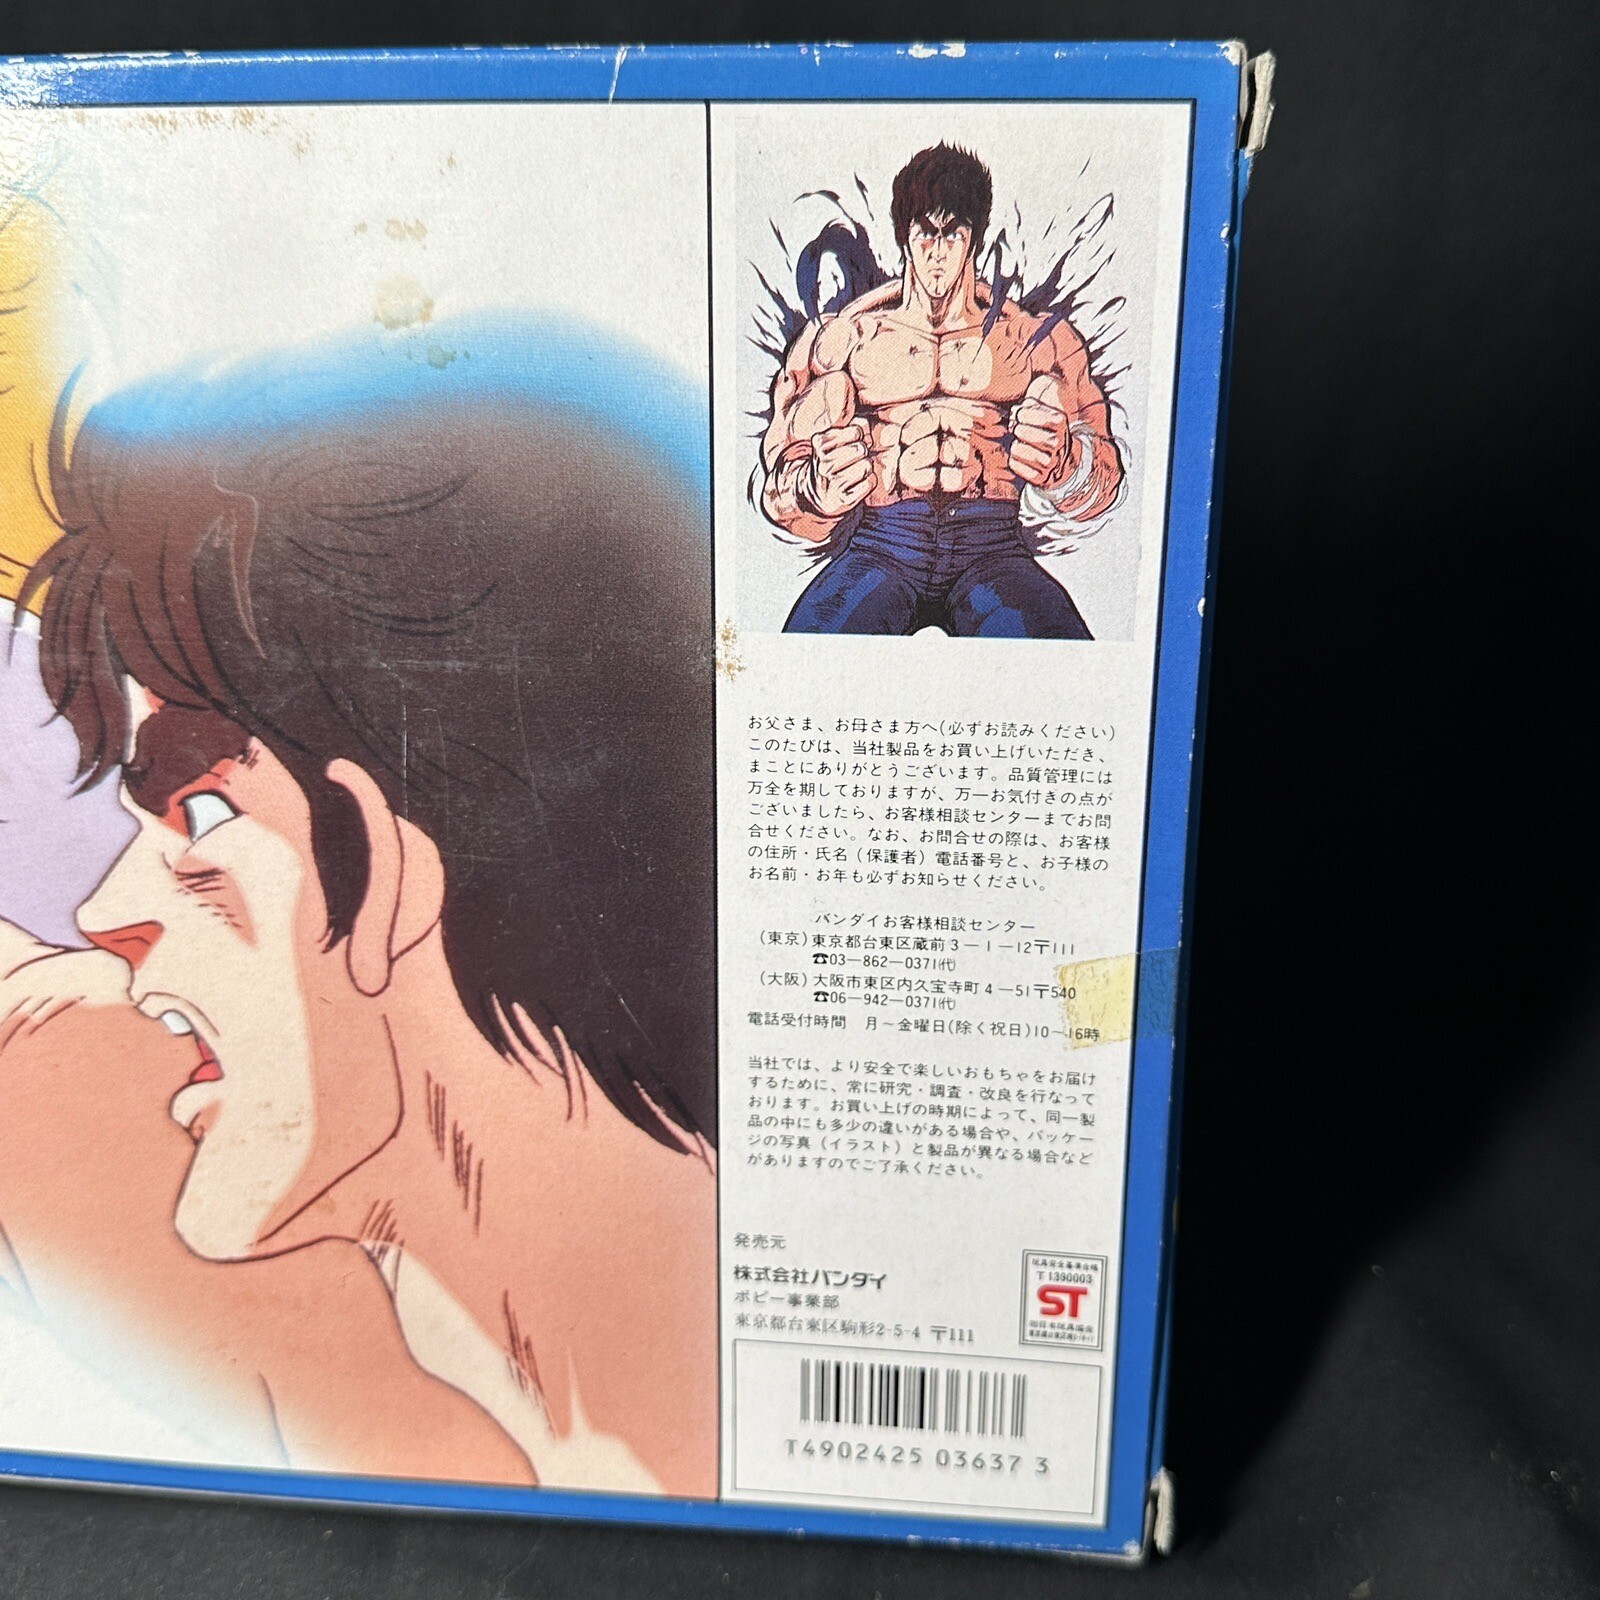 お父さま、お母さま方へ(必ずお読みください)
このたびは、当社製品をお買い上げいただき、
まことにありがとうございます。品質管理には
万全を期しておりますが、万一お気付きの点が
ございましたら、お客様相談センターまでお問
合せください。なお、お問合せの際は、お客様
の住所・氏名(保護者)電話番号と、お子様の
お名前・お年も必ずお知らせください。
バンダイお客様相談センター
(東京)東京都台東区蔵前3—1—12〒111
☎03—862—0371㈹
(大阪)大阪市東区内久宝寺町4—51〒540
☎06—942—0371㈹
電話受付時間 月~金曜日(除く祝日)10~16時
当社では、より安全で楽しいおもちゃをお届け
するために、常に研究・調査・改良を行なって
おります。お買い上げの時期によって、同一製
品の中にも多少の違いがある場合や、パッケー
ジの写真(イラスト)と製品が異なる場合など
がありますのでご了承ください。
発売元
株式会社バンダイ
ポピー事業部
東京都台東区駒形2-5-4 〒111
玩具安全基準合格
T1390003
ST
T4902425 03637 3